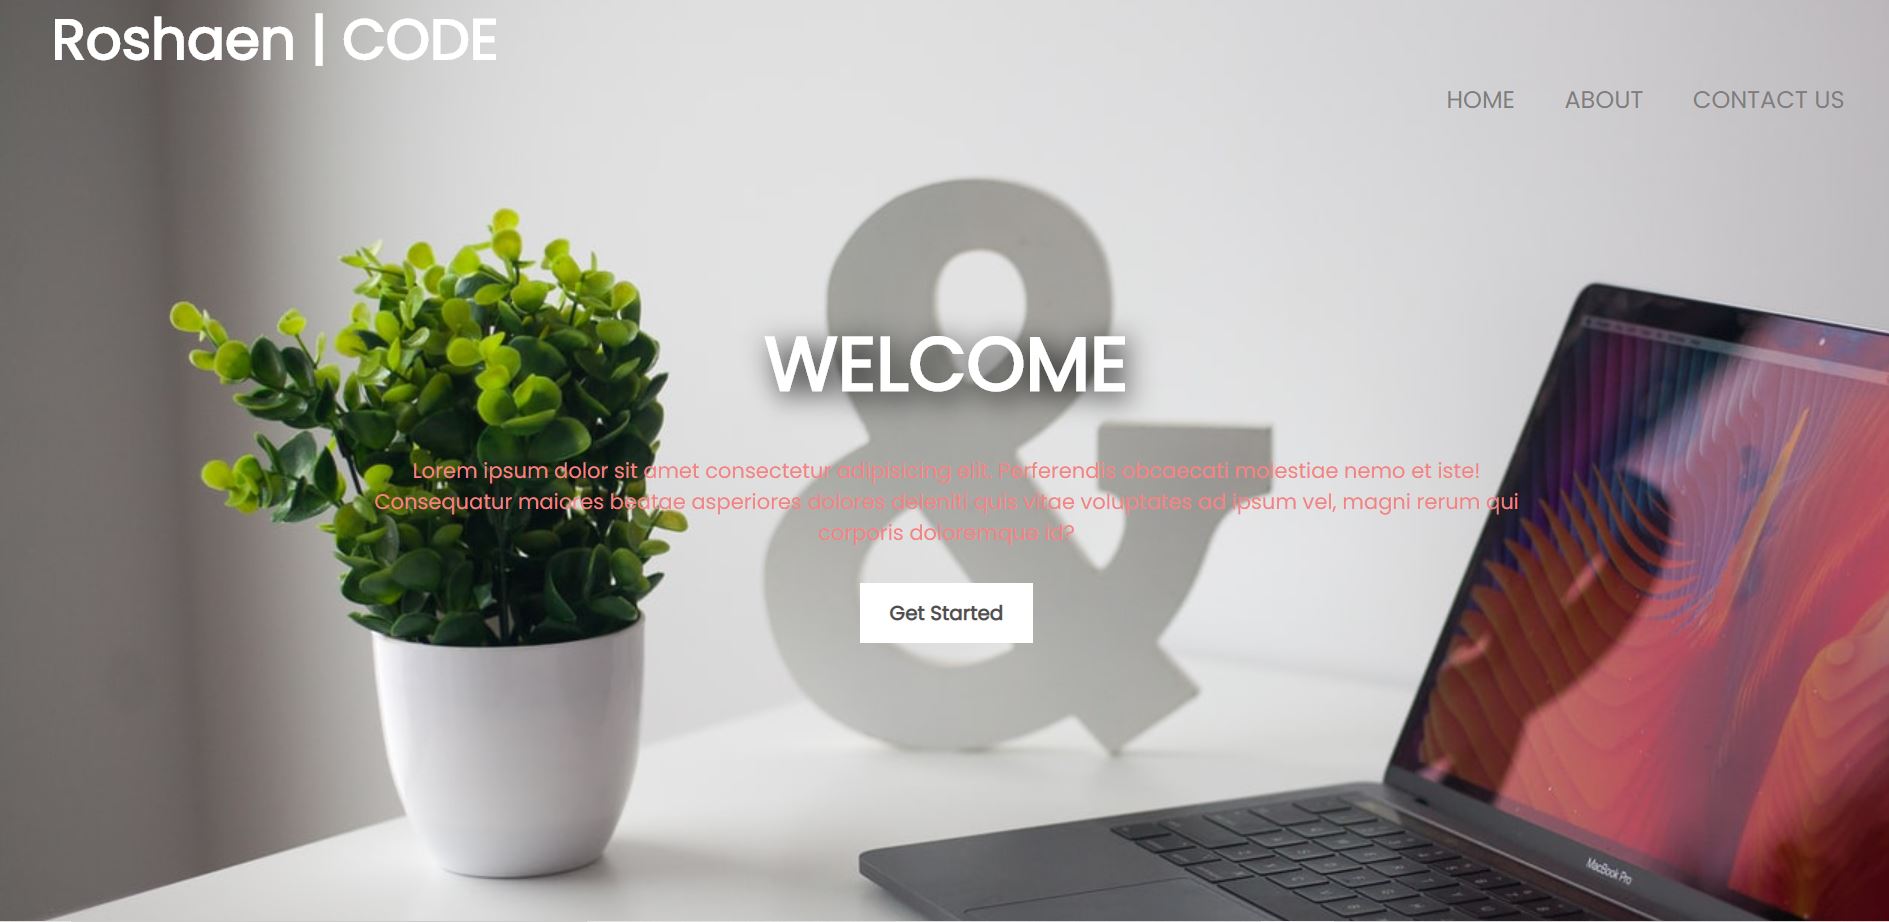 Roshaen | CODE
HOME ABOUT CONTACT US
WELCOME
Lorem ipsum dolor sit amet consectetur adipisicing elit. Perferendis obcaecati molestiae nemo et iste!
Consequatur maiores beatae asperiores dolores deleniti quis vitae voluptates ad ipsum vel, magni rerum qui
corporis doloremque id?
Get Started
MacBook Pro